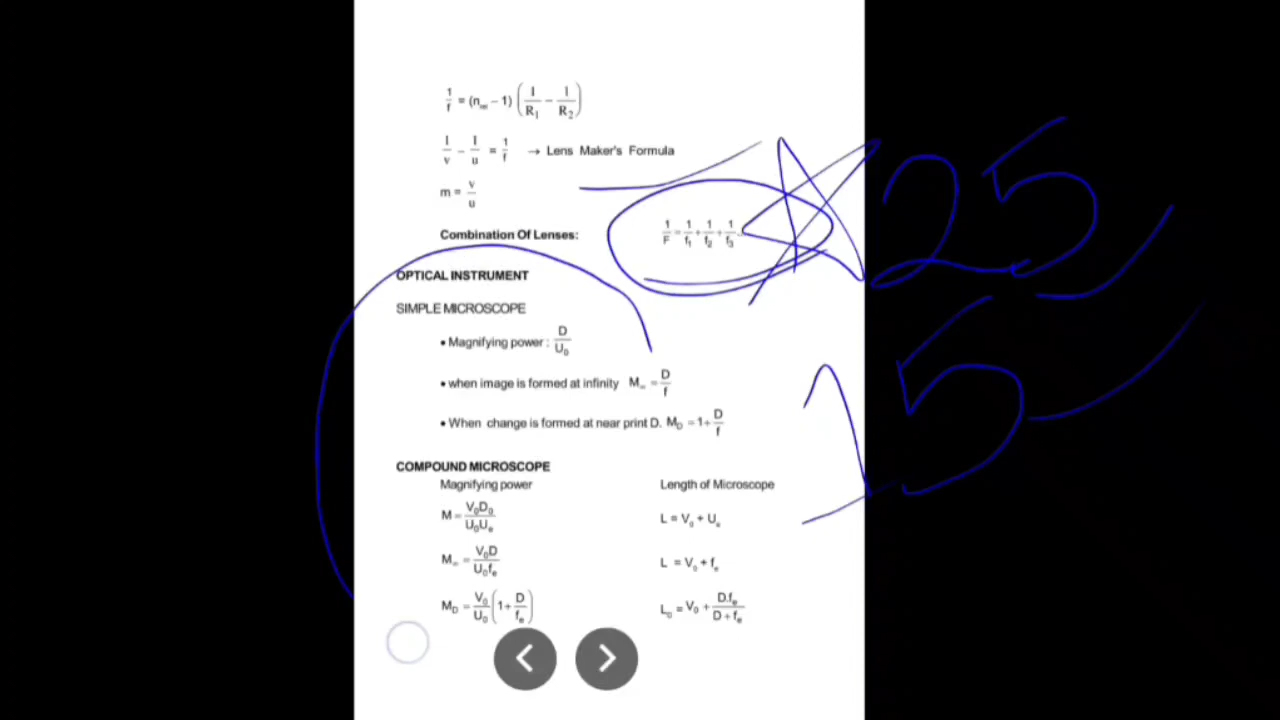 1/f = (n_m − 1) (1/R₁ − 1/R₂)
1/v − 1/u = 1/f → Lens Maker's Formula
m = v/u
Combination Of Lenses: 1/F = 1/f₁ + 1/f₂ + 1/f₃
OPTICAL INSTRUMENT
SIMPLE MICROSCOPE
• Magnifying power : D/U₀
• when image is formed at infinity M∞ = D/f
• When change is formed at near print D. M_D = 1+ D/f
COMPOUND MICROSCOPE
Magnifying power Length of Microscope
M = V₀D₀/U₀Uₑ L = V₀ + Uₑ
M∞ = V₀D/U₀fₑ L = V₀ + fₑ
M_D = V₀/U₀ (1+ D/fₑ) L_D = V₀ + D.fₑ/D + fₑ
25
15